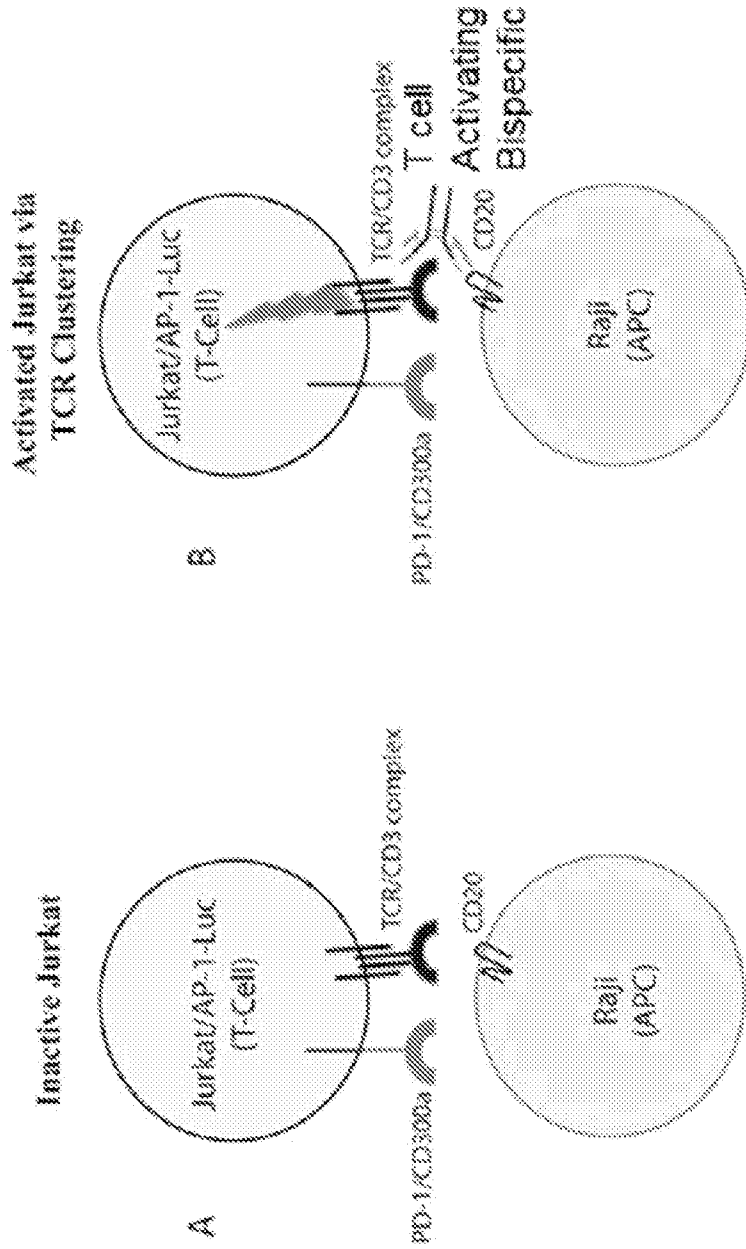 Inactive Jurkat
A
Jurkat/AP-1-Luc
(T-Cell)
PD-1/CD300a
TCR/CD3 complex
CD20
Raji
(APC)
Activated Jurkat via
TCR Clustering
B
Jurkat/AP-1-Luc
(T-Cell)
PD-1/CD300a
TCR/CD3 complex
T cell
Activating
Bispecific
CD20
Raji
(APC)